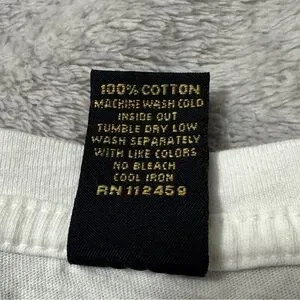 100% COTTON
MACHINE WASH COLD
INSIDE OUT
TUMBLE DRY LOW
WASH SEPARATELY
WITH LIKE COLORS
NO BLEACH
COOL IRON
RN 112459